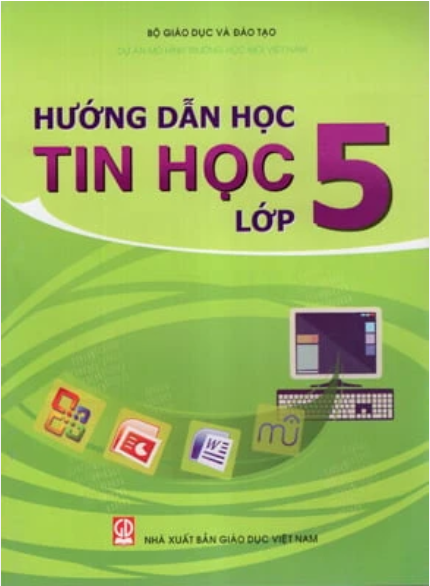 BỘ GIÁO DỤC VÀ ĐÀO TẠO
DỰ ÁN MÔ HÌNH TRƯỜNG HỌC MỚI VIỆT NAM
HƯỚNG DẪN HỌC
TIN HỌC
LỚP 5
W
GD
NHÀ XUẤT BẢN GIÁO DỤC VIỆT NAM